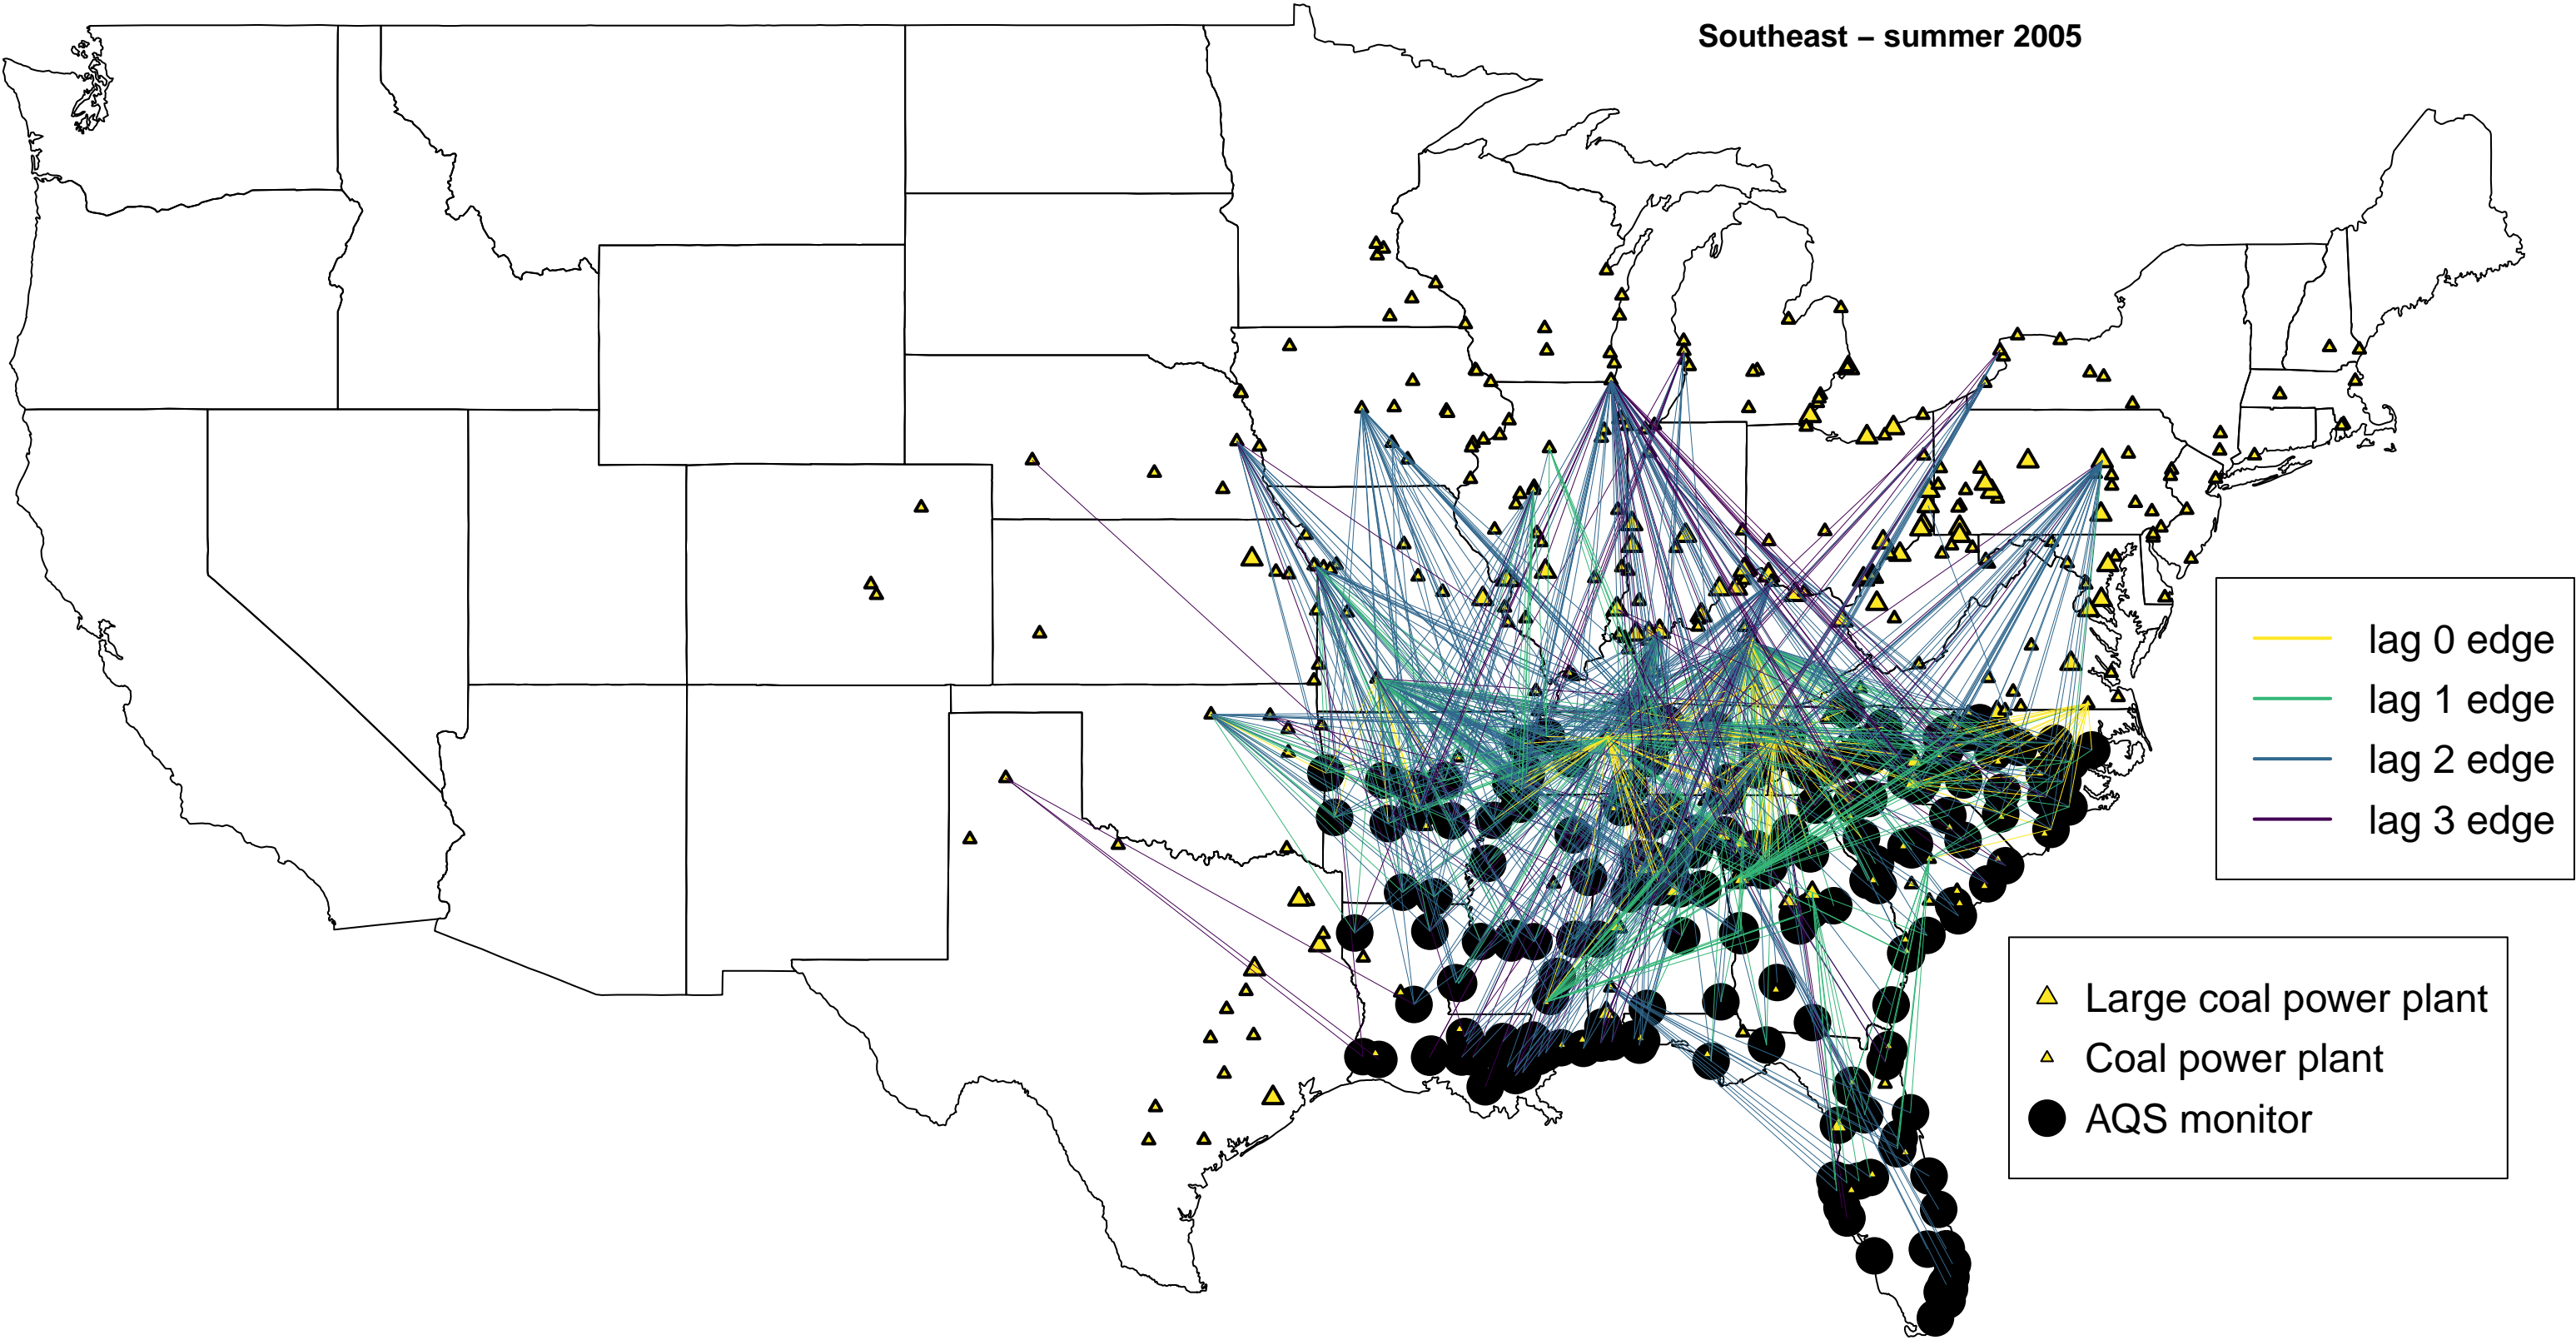 Southeast – summer 2005
lag 0 edge
lag 1 edge
lag 2 edge
lag 3 edge
Large coal power plant
Coal power plant
AQS monitor